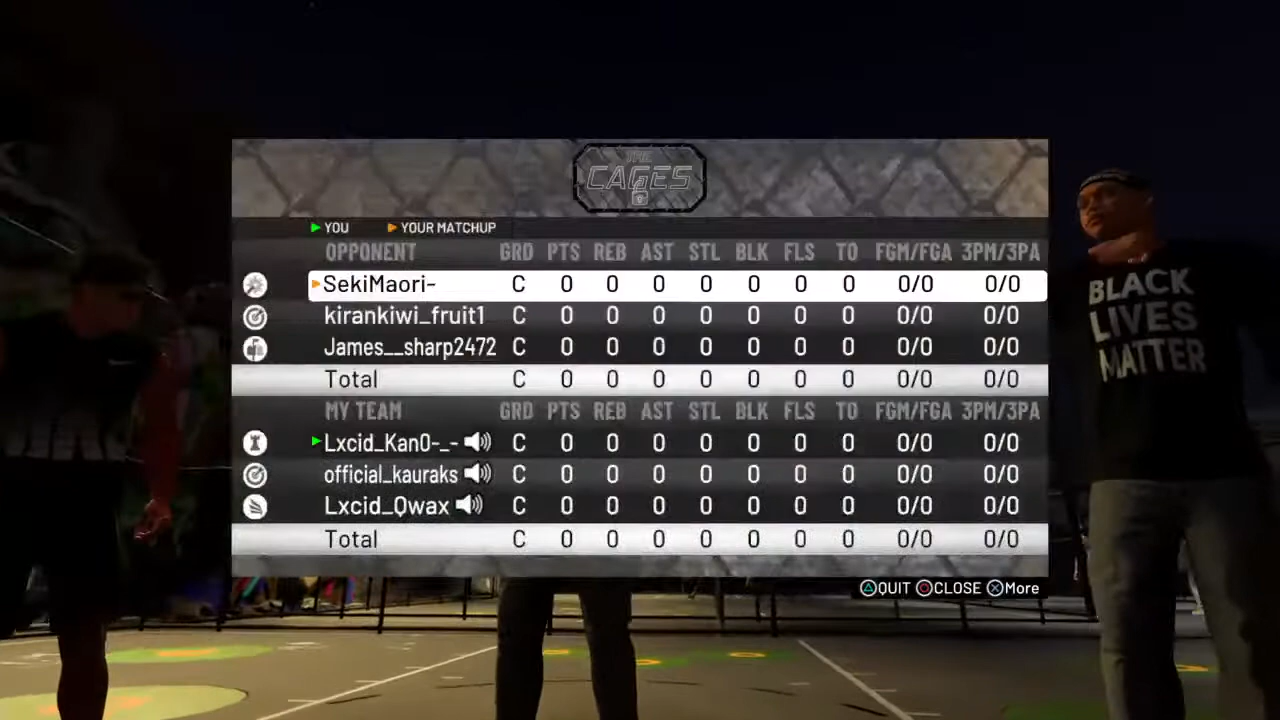 THE
CAGES
YOU YOUR MATCHUP
OPPONENT GRD PTS REB AST STL BLK FLS TO FGM/FGA 3PM/3PA
SekiMaori- C 0 0 0 0 0 0 0 0/0 0/0
kirankiwi_fruit1 C 0 0 0 0 0 0 0 0/0 0/0
James__sharp2472 C 0 0 0 0 0 0 0 0/0 0/0
Total C 0 0 0 0 0 0 0 0/0 0/0
MY TEAM GRD PTS REB AST STL BLK FLS TO FGM/FGA 3PM/3PA
Lxcid_Kan0-_- C 0 0 0 0 0 0 0 0/0 0/0
official_kauraks C 0 0 0 0 0 0 0 0/0 0/0
Lxcid_Qwax C 0 0 0 0 0 0 0 0/0 0/0
Total C 0 0 0 0 0 0 0 0/0 0/0
QUIT CLOSE More
BLACK
LIVES
MATTER